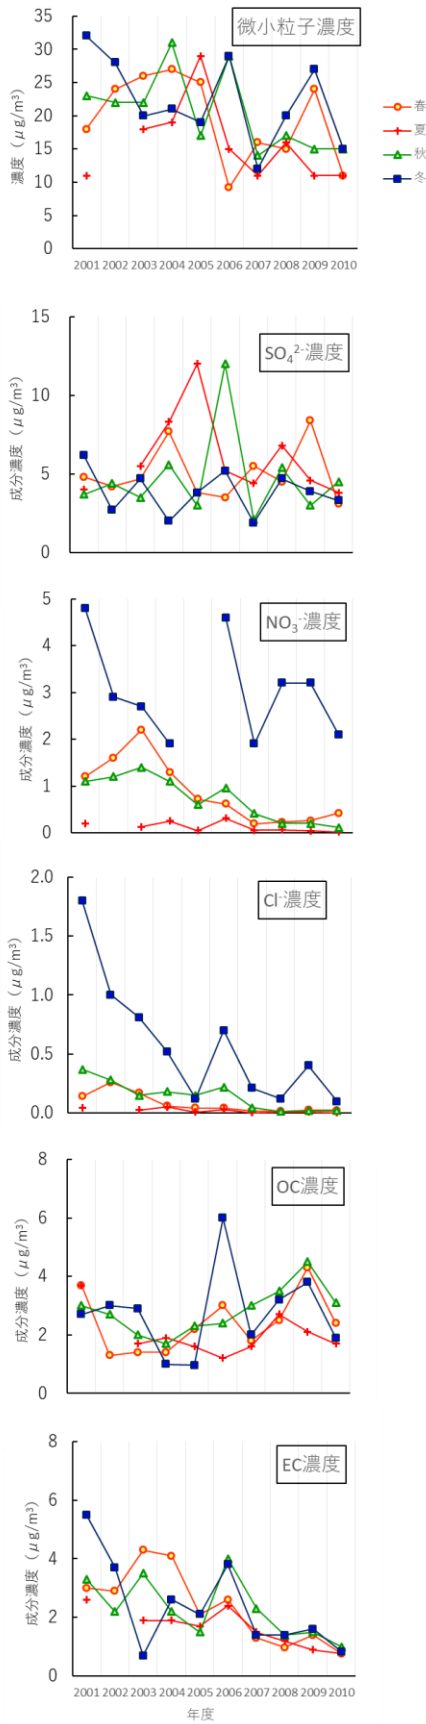 微小粒子濃度
濃度（μg/m³）
35
30
25
20
15
10
5
0
2001 2002 2003 2004 2005 2006 2007 2008 2009 2010
春
夏
秋
冬
SO₄²⁻濃度
成分濃度（μg/m³）
15
10
5
0
NO₃⁻濃度
成分濃度（μg/m³）
5
4
3
2
1
0
Cl⁻濃度
成分濃度（μg/m³）
2.0
1.5
1.0
0.5
0.0
OC濃度
成分濃度（μg/m³）
8
6
4
2
0
EC濃度
成分濃度（μg/m³）
8
6
4
2
0
2001 2002 2003 2004 2005 2006 2007 2008 2009 2010
年度